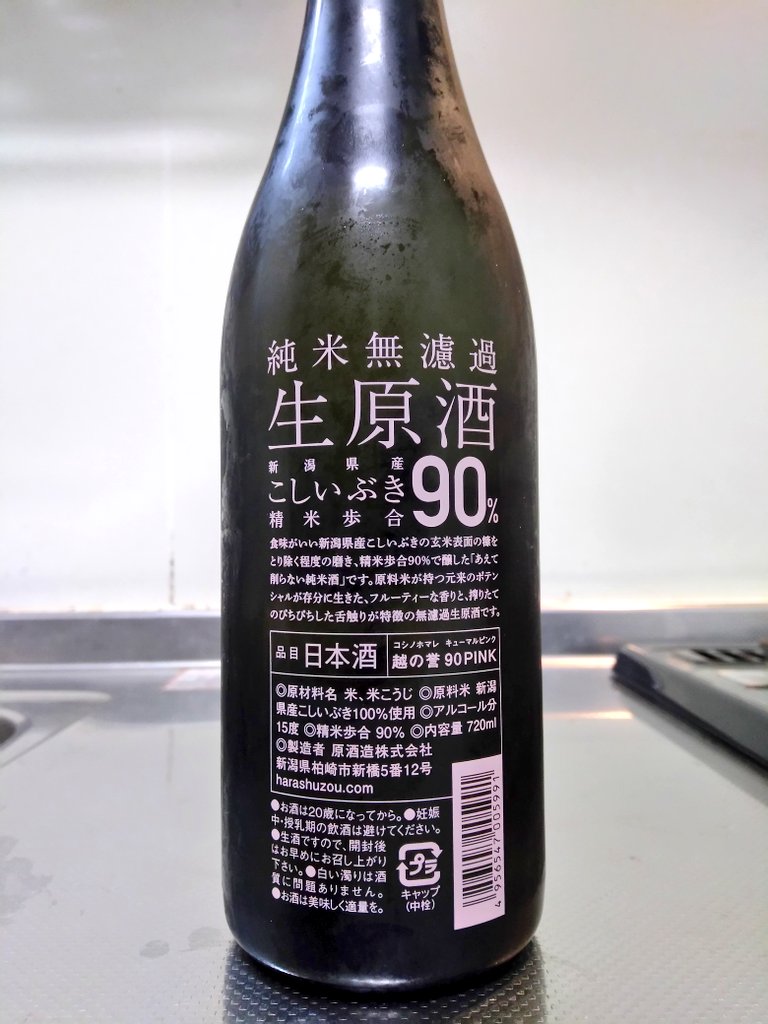 純米無濾過
生原酒
新潟県産
こしいぶき
精米歩合
90%
食味がいい新潟県産こしいぶきの玄米表面の糠を
とり除く程度の磨き、精米歩合90%で醸した「あえて
削らない純米酒」です。原料米が持つ元来のポテン
シャルが存分に生きた、フルーティーな香りと、搾りたて
のぴちぴちした舌触りが特徴の無濾過生原酒です。
品目 日本酒
コシノホマレ キューマルピンク
越の誉 90PINK
◎原材料名 米、米こうじ ◎原料米 新潟
県産こしいぶき100%使用 ◎アルコール分
15度 ◎精米歩合 90% ◎内容量 720ml
◎製造者 原酒造株式会社
新潟県柏崎市新橋5番12号
harashuzou.com
●お酒は20歳になってから。●妊娠
中・授乳期の飲酒は避けてください。
●生酒ですので、開封後
はお早めにお召し上がり
下さい。●白い濁りは酒
質に問題ありません。
●お酒は美味しく適量を。
プラ
キャップ
(中栓)
4956547005991